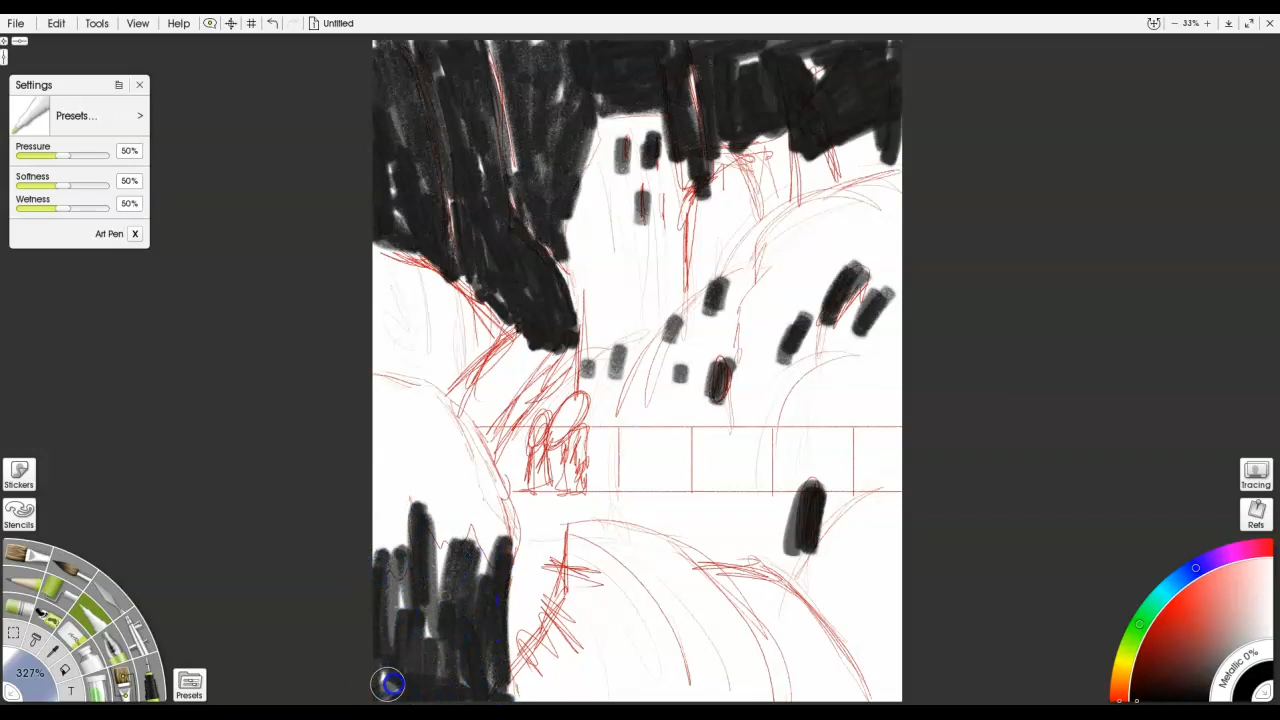 File Edit Tools View Help Untitled 33%
Settings
Presets... >
Pressure 50%
Softness 50%
Wetness 50%
Art Pen X
Stickers
Tracing
Stencils
Refs
327%
T
Presets
Metallic 0%